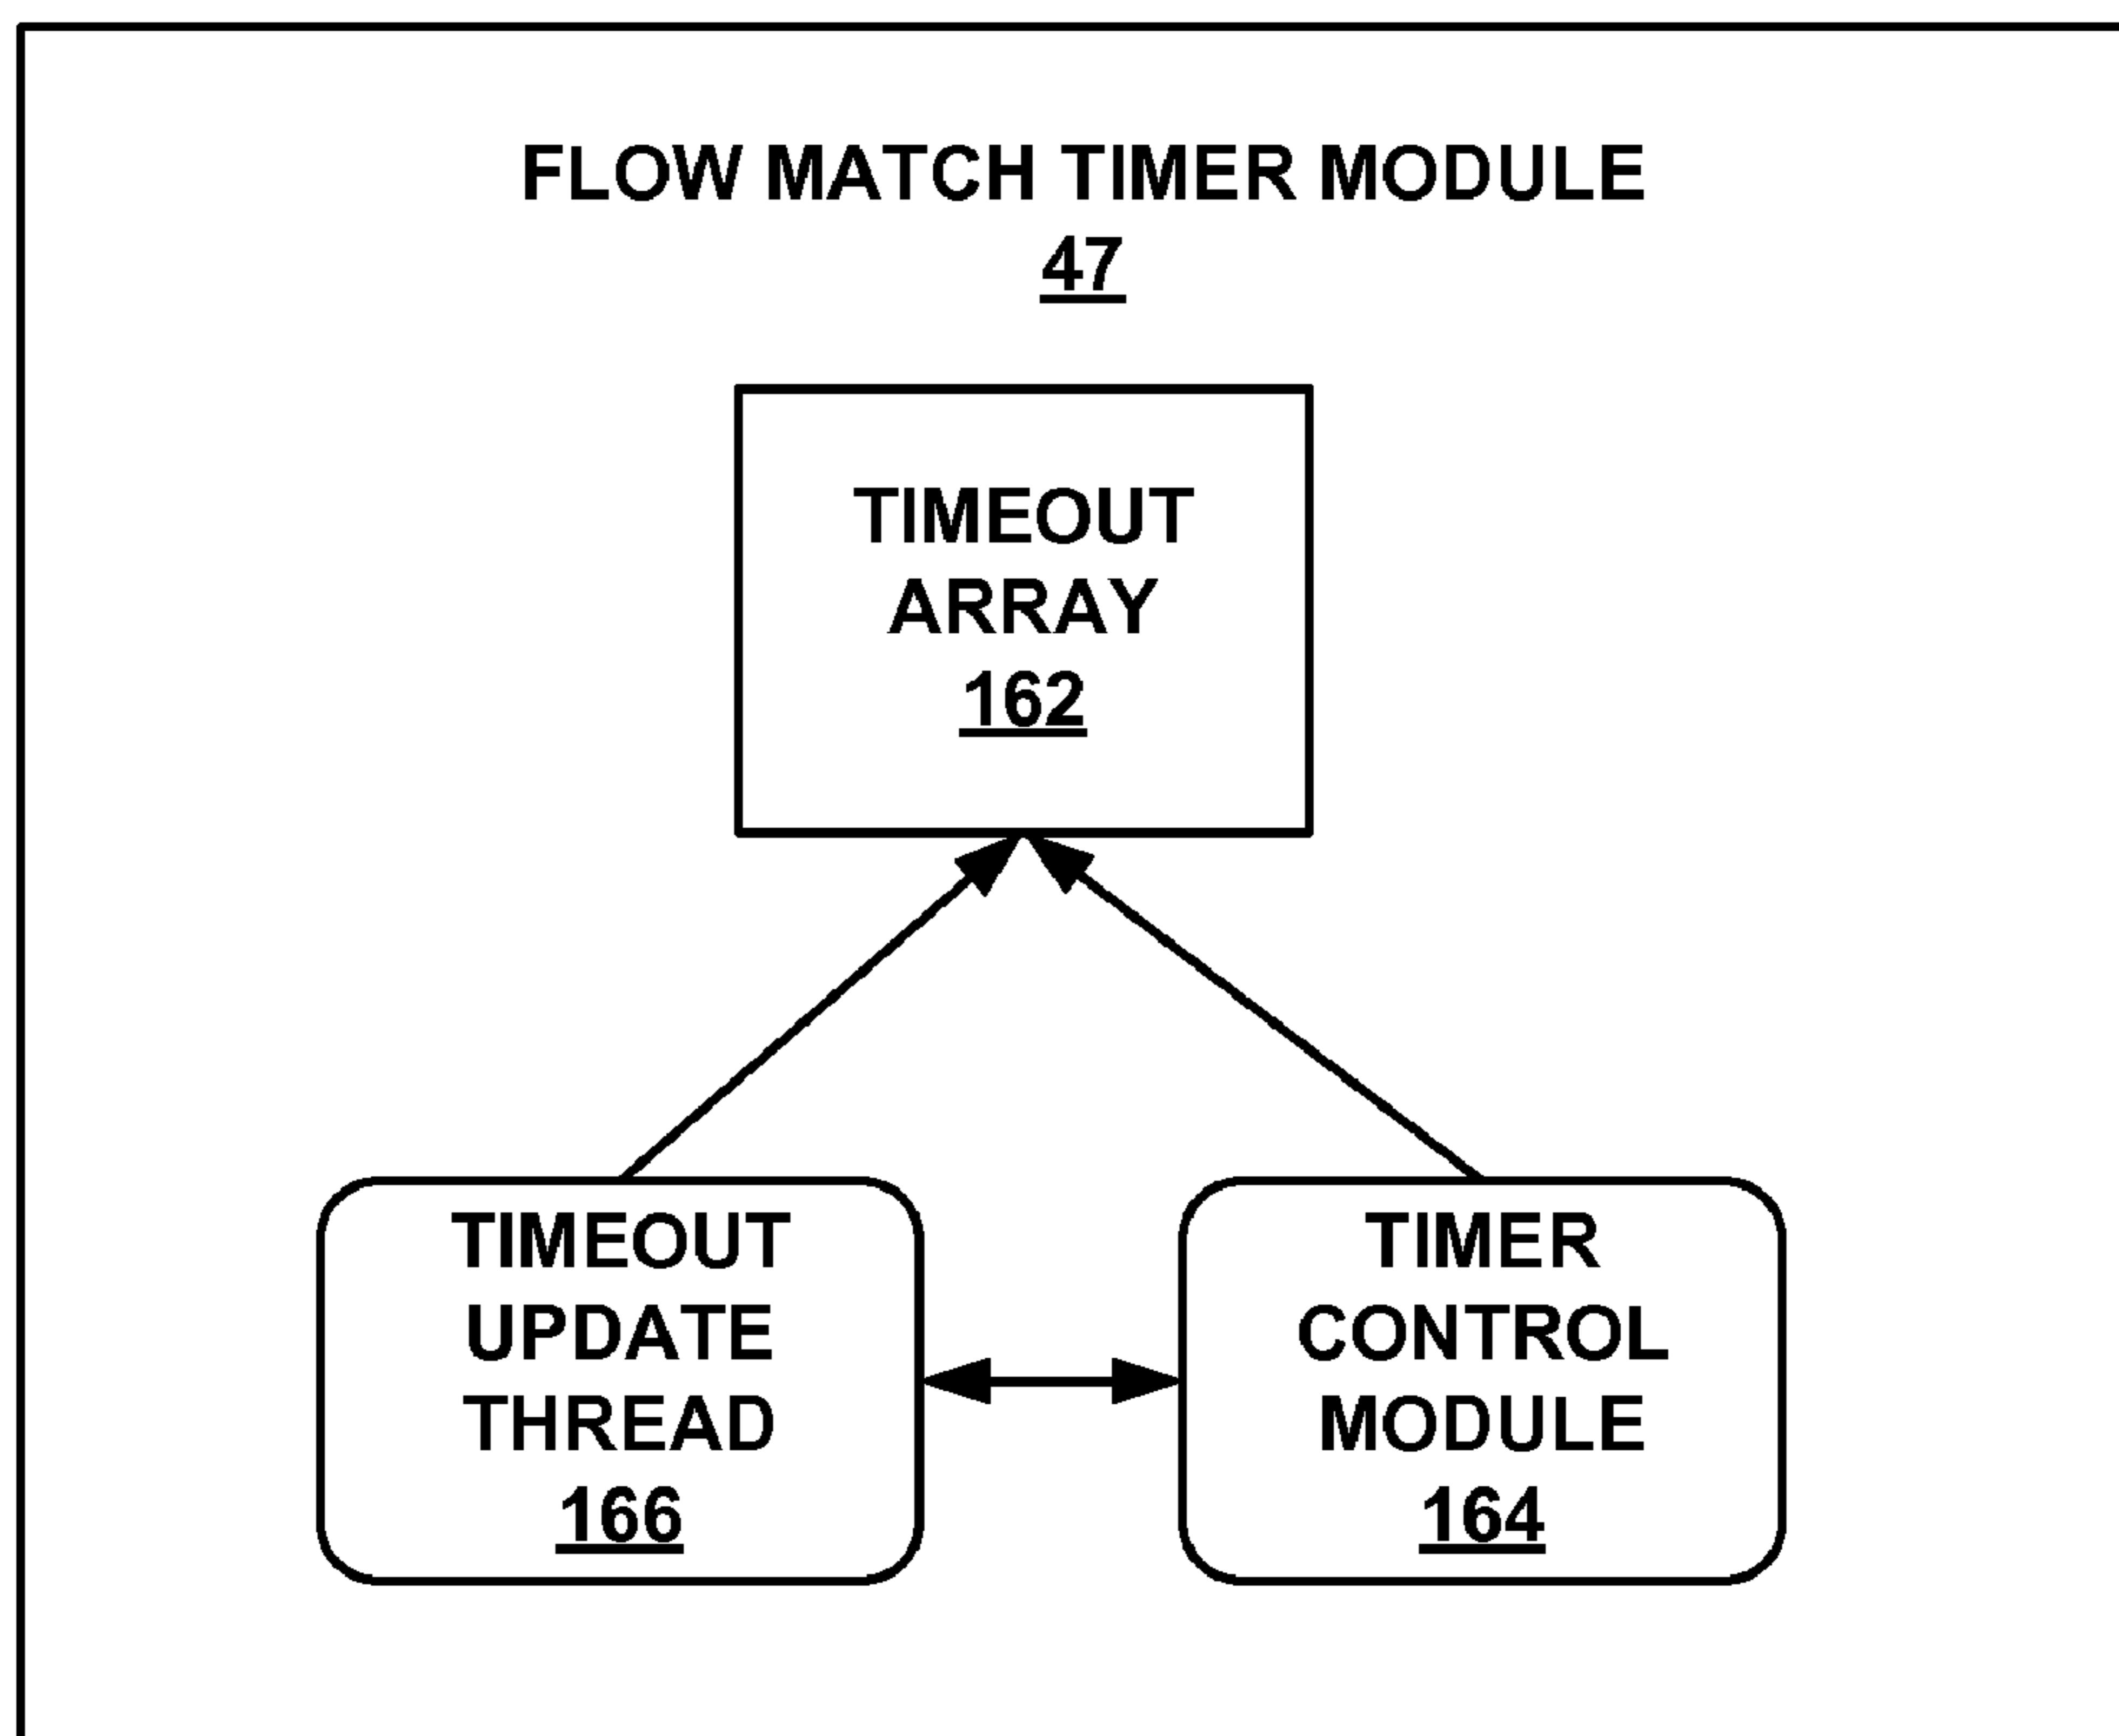 FLOW MATCH TIMER MODULE
47
TIMEOUT
ARRAY
162
TIMEOUT
UPDATE
THREAD
166
TIMER
CONTROL
MODULE
164